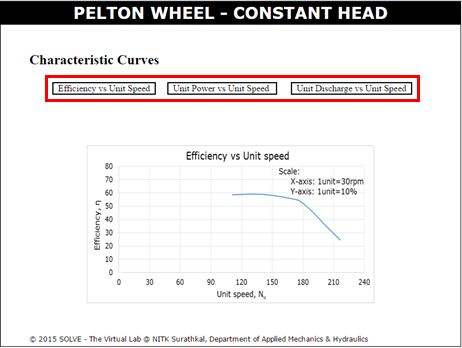 PELTON WHEEL - CONSTANT HEAD
Characteristic Curves
Efficiency vs Unit Speed Unit Power vs Unit Speed Unit Discharge vs Unit Speed
Efficiency vs Unit speed
Scale:
X-axis: 1unit=30rpm
Y-axis: 1unit=10%
80
70
60
50
40
30
20
10
0
Efficiency, η
0 30 60 90 120 150 180 210 240
Unit speed, Nu
© 2015 SOLVE - The Virtual Lab @ NITK Surathkal, Department of Applied Mechanics & Hydraulics